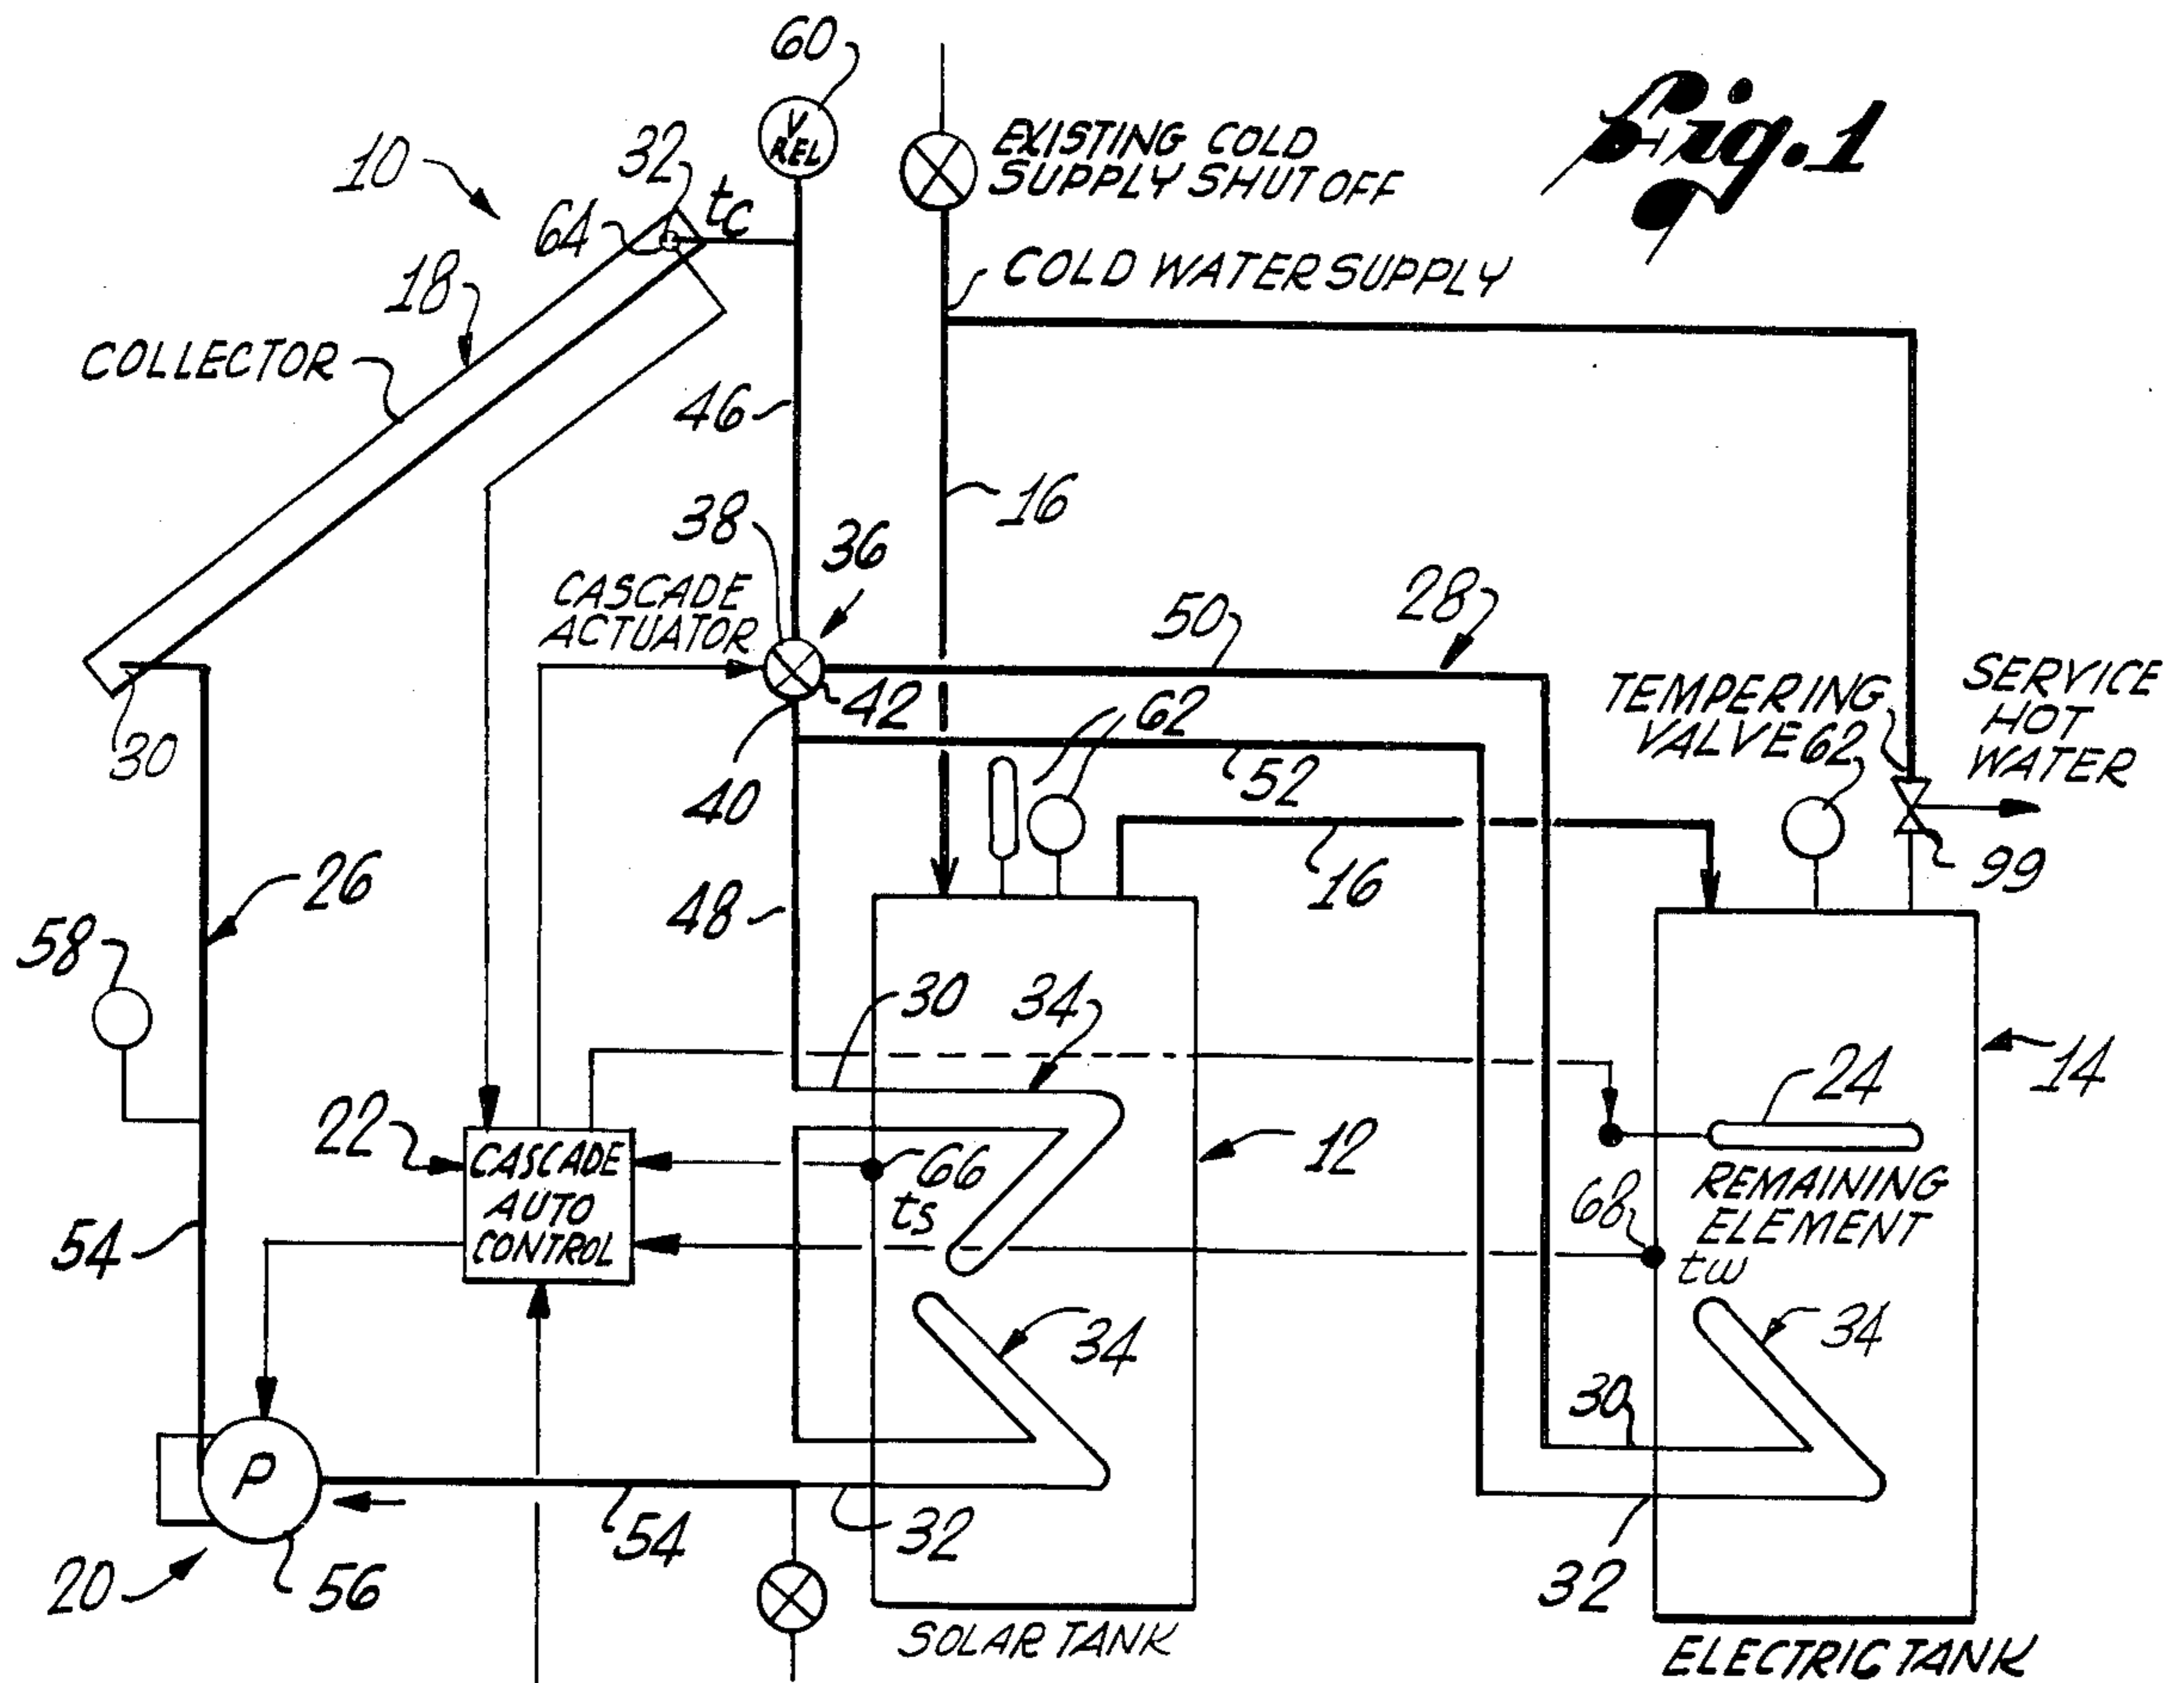 Fig.1
60
V
REL
EXISTING COLD
SUPPLY SHUT OFF
10
32
tc
64
COLD WATER SUPPLY
18
COLLECTOR
46
16
38
36
CASCADE
ACTUATOR
50
28
42
62
TEMPERING
VALVE 62
SERVICE
HOT
WATER
30
40
52
16
99
26
48
58
30
34
14
24
22
CASCADE
AUTO
CONTROL
66
ts
12
REMAINING
ELEMENT
68
tw
54
34
34
30
P
54
32
32
20
56
SOLAR TANK
ELECTRIC TANK